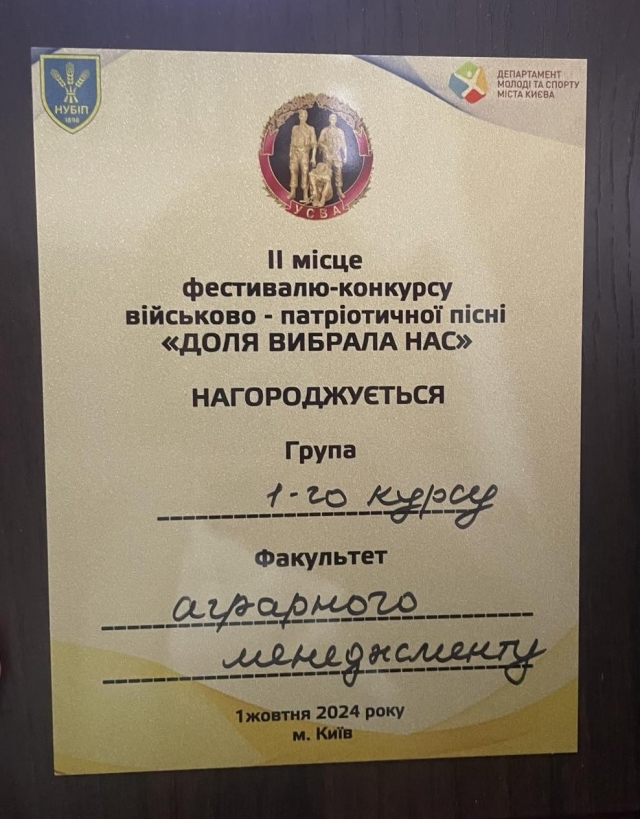 НУБІП
1898
ДЕПАРТАМЕНТ
МОЛОДІ ТА СПОРТУ
МІСТА КИЄВА
УСВА
ІІ місце
фестивалю-конкурсу
військово - патріотичної пісні
«ДОЛЯ ВИБРАЛА НАС»
НАГОРОДЖУЄТЬСЯ
Група
1-го курсу
Факультет
аграрного
менеджменту
1жовтня 2024 року
м. Київ